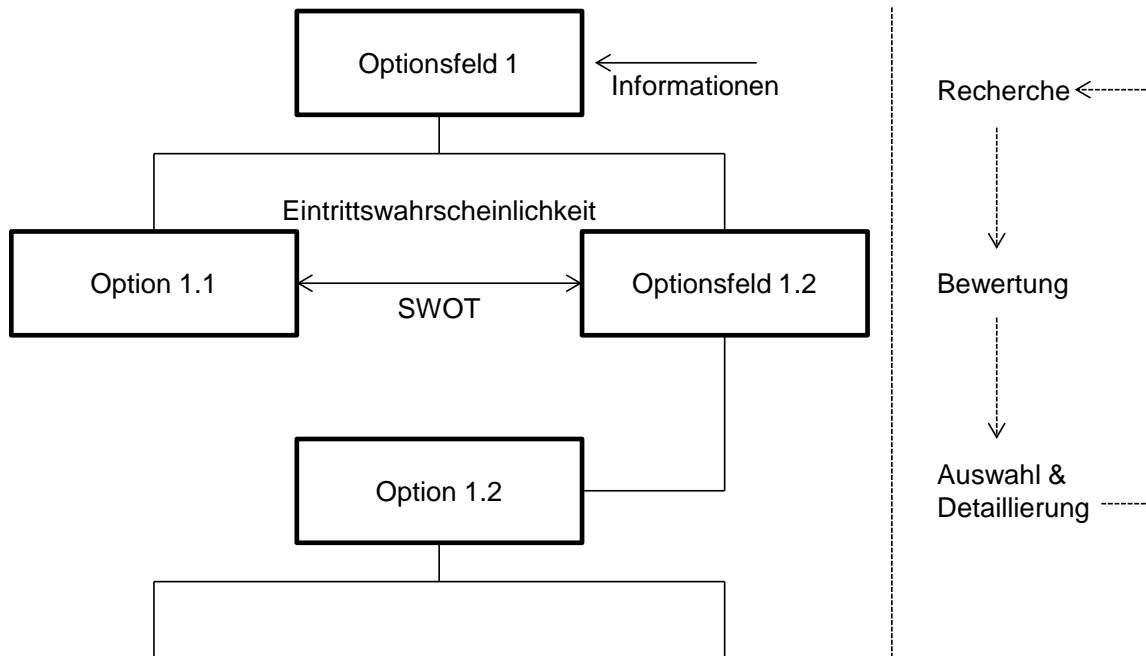 Optionsfeld 1
Informationen
Recherche
Eintrittswahrscheinlichkeit
Option 1.1
SWOT
Optionsfeld 1.2
Bewertung
Option 1.2
Auswahl &
Detaillierung